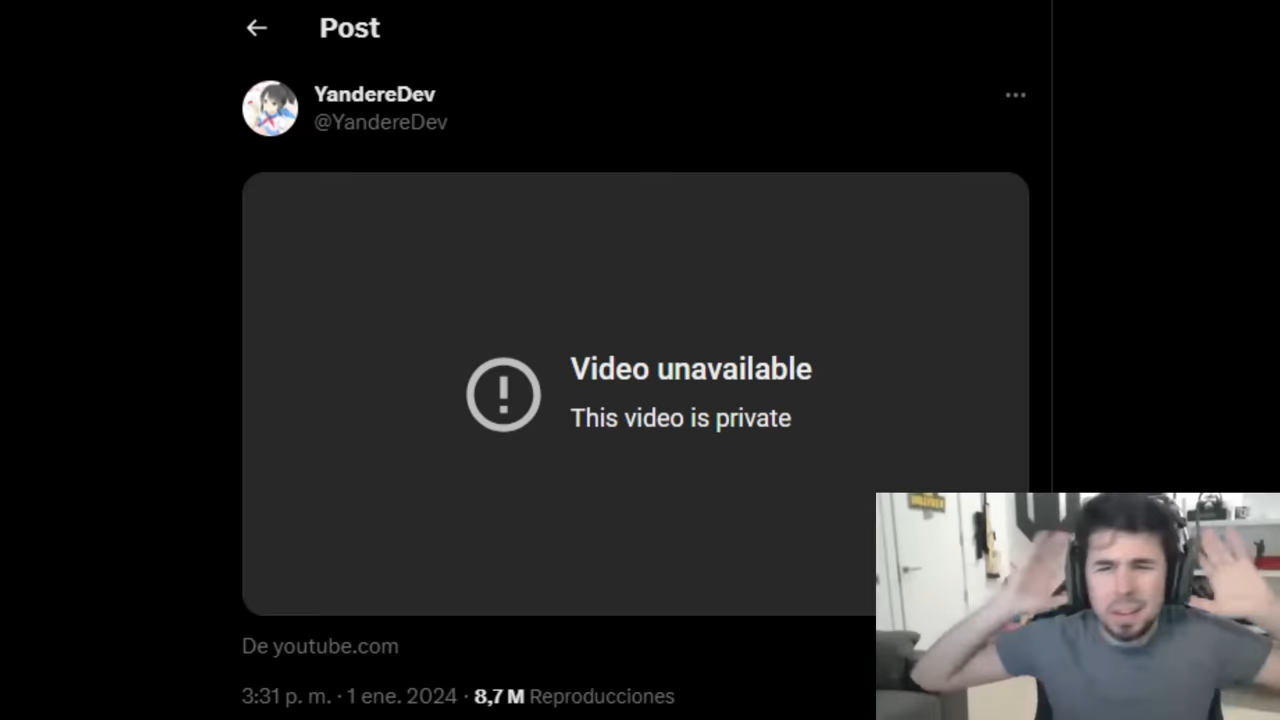 Post
YandereDev
@YandereDev
Video unavailable
This video is private
De youtube.com
3:31 p. m. · 1 ene. 2024 · 8,7 M Reproducciones